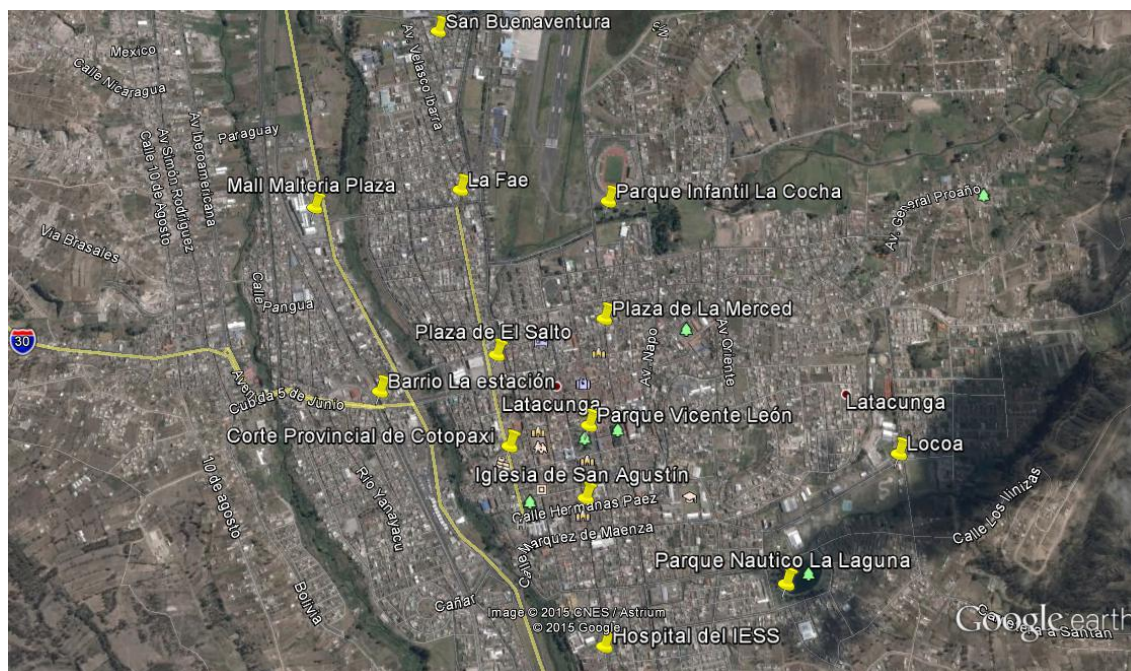 San Buenaventura
Mexico
Av Velasco Ibarra
Calle Nicaragua
Paraguay
Av Iberoamericana
Av Simón Rodríguez
Calle 10 de Agosto
Mall Malteria Plaza
La Fae
Parque Infantil La Cocha
Av. General Proaño
Via Brasales
Calle
Pangua
Plaza de La Merced
30
Plaza de El Salto
Av. Napo
Av Oriente
Barrio La estación
Cubida 5 de Junio
Latacunga
Latacunga
Parque Vicente León
Corte Provincial de Cotopaxi
Locoa
Iglesia de San Agustín
10 de agosto
Río Yanayacu
Calle Hermanas Paez
Marquez de Maenza
Calle Los Minizas
Parque Nautico La Laguna
Bolivia
Cañar
Image © 2015 CNES / Astrium
© 2015 Google
Google earth
Hospital del IESS